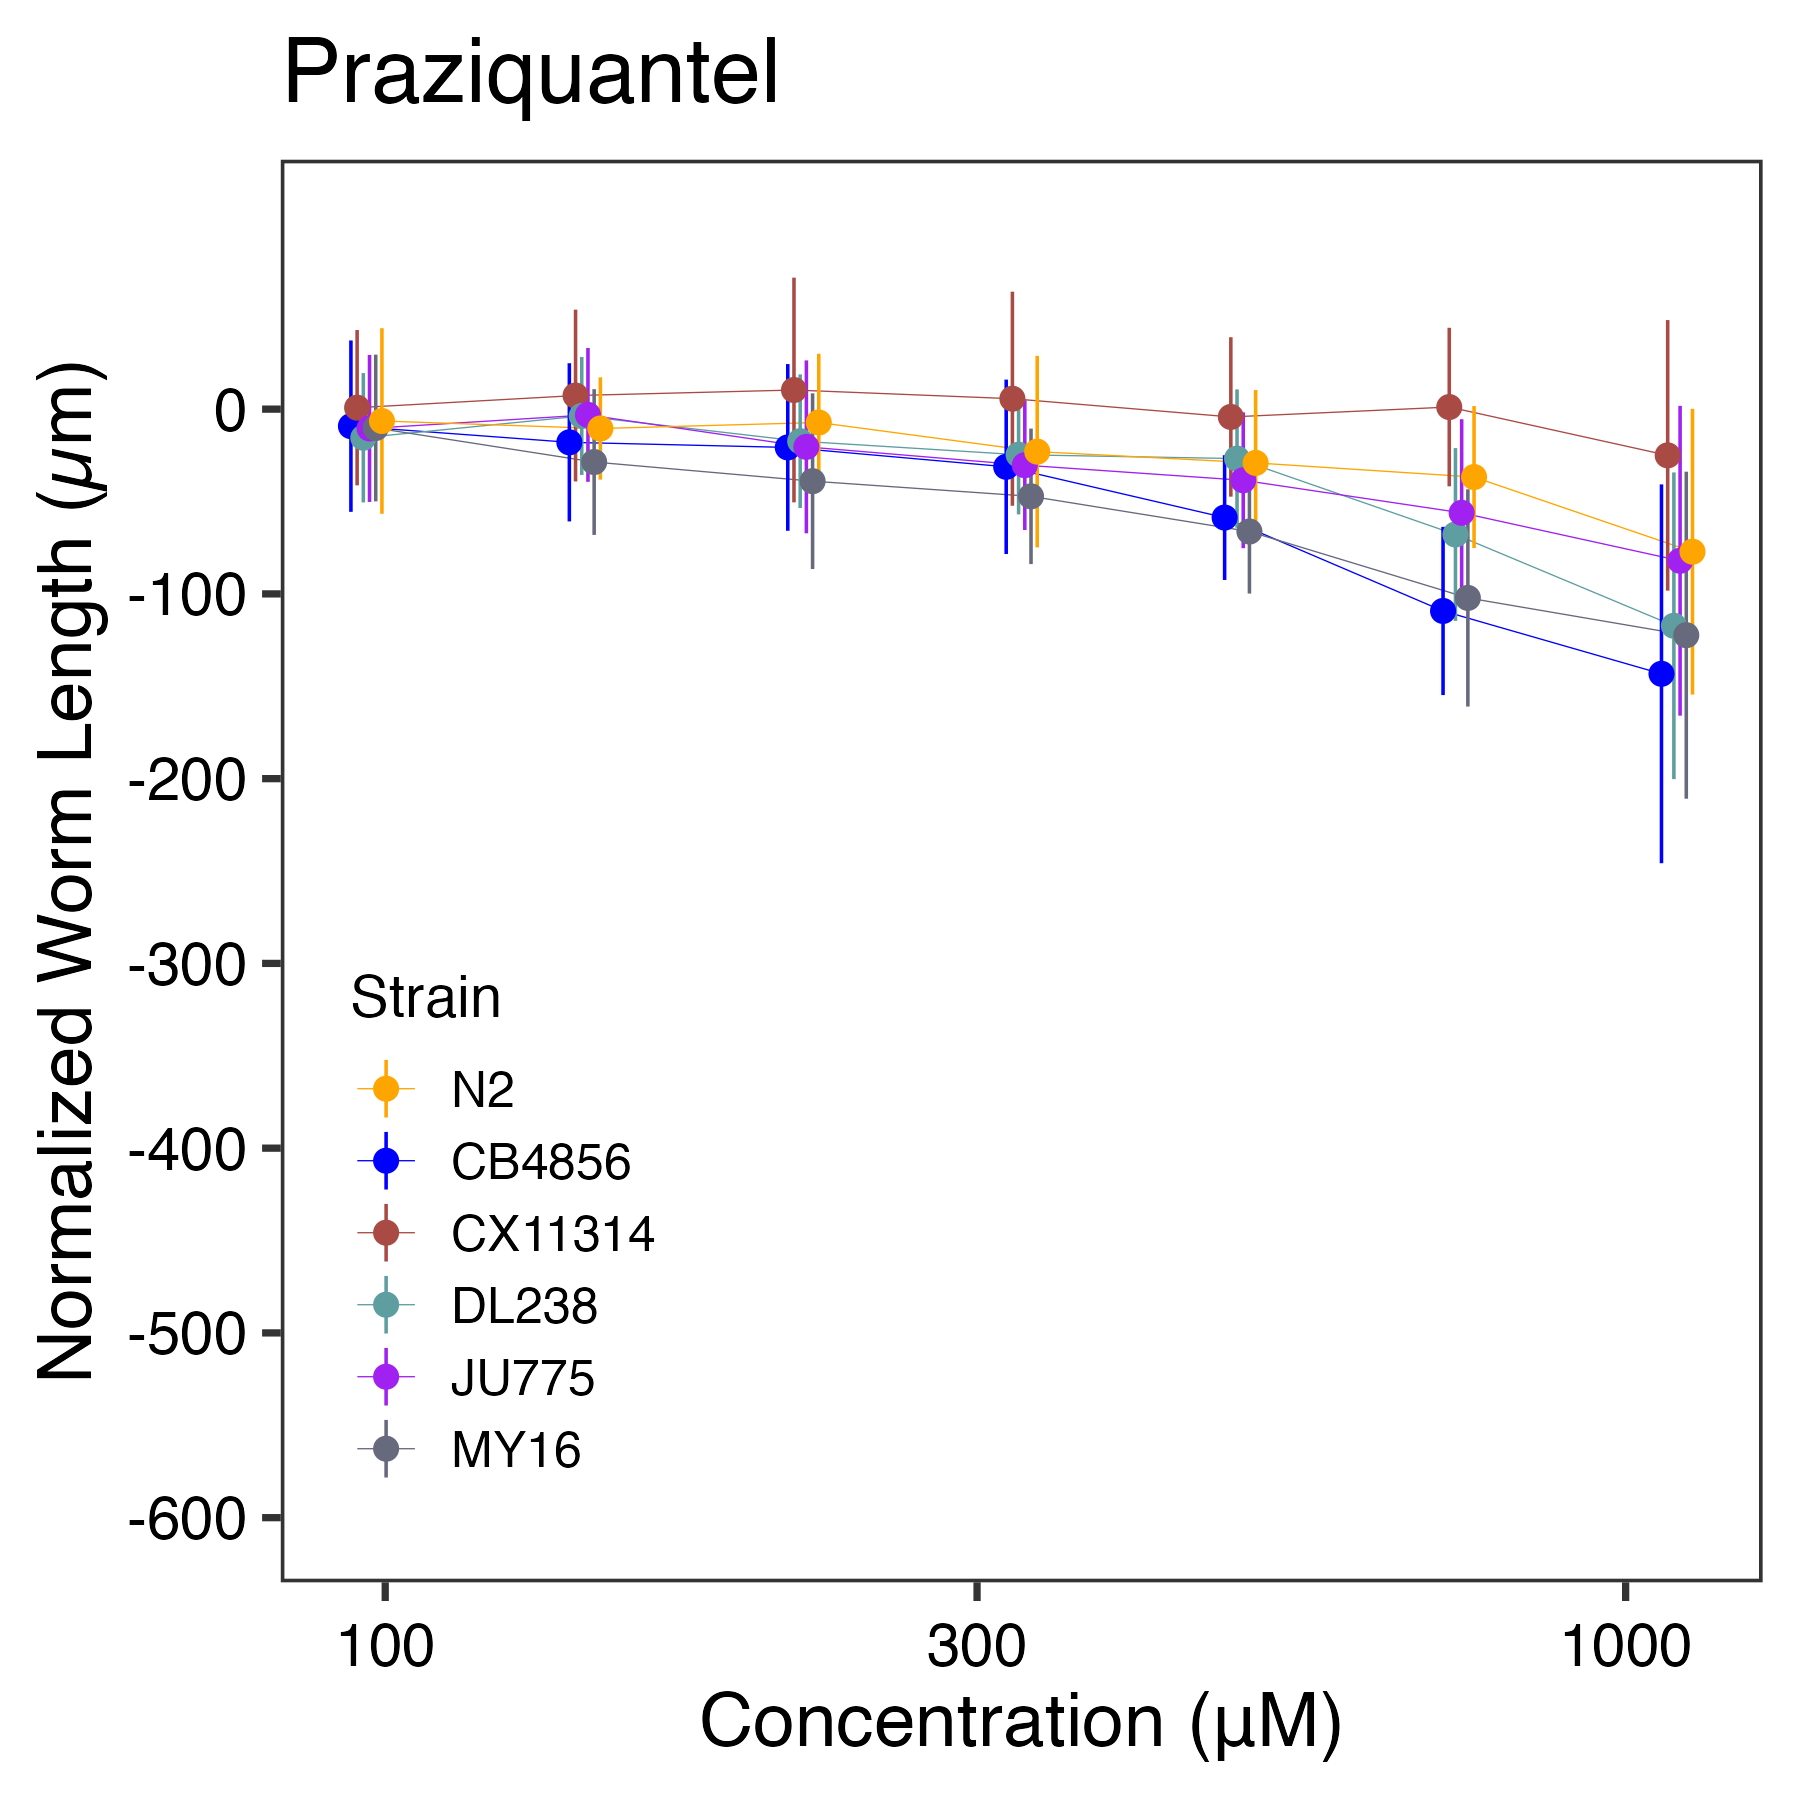 Praziquantel
Normalized Worm Length (µm)
0
-100
-200
-300
-400
-500
-600
Strain
N2
CB4856
CX11314
DL238
JU775
MY16
100 300 1000
Concentration (µM)